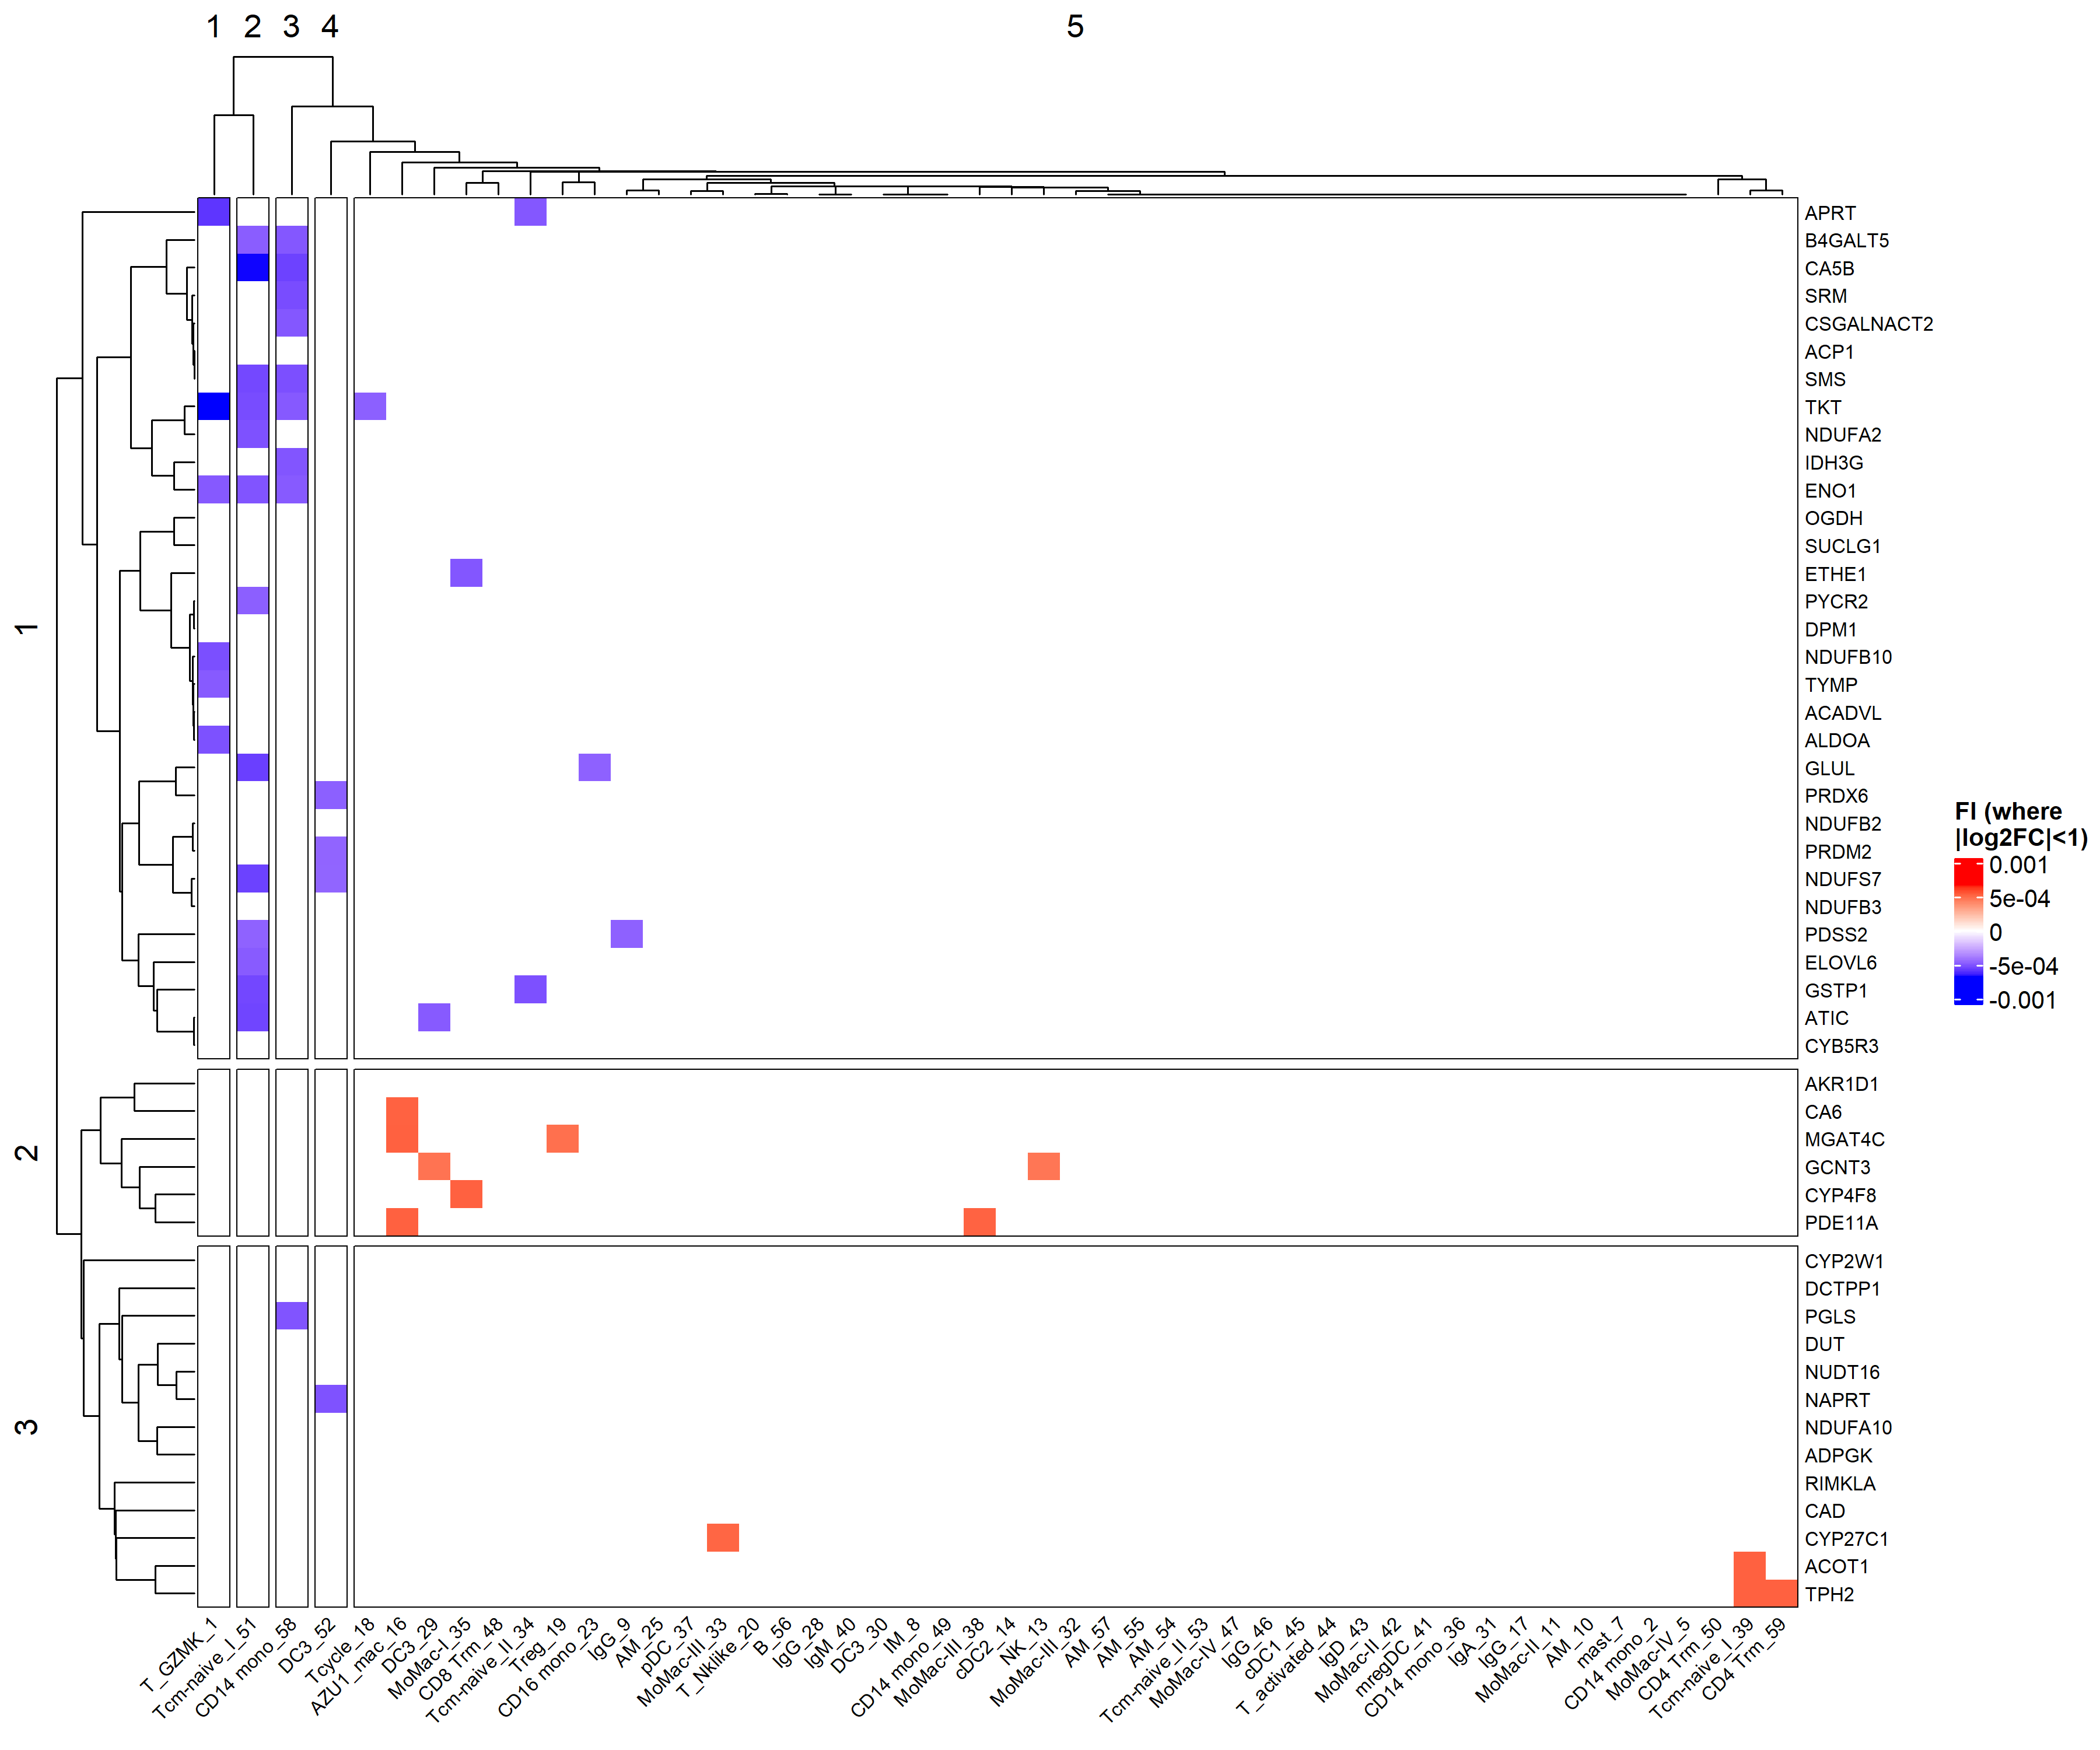 1 2 3 4 5
APRT
B4GALT5
CA5B
SRM
CSGALNACT2
ACP1
SMS
TKT
NDUFA2
IDH3G
ENO1
OGDH
SUCLG1
ETHE1
PYCR2
DPM1
NDUFB10
TYMP
ACADVL
ALDOA
GLUL
PRDX6
NDUFB2
PRDM2
NDUFS7
NDUFB3
PDSS2
ELOVL6
GSTP1
ATIC
CYB5R3
1
AKR1D1
CA6
MGAT4C
GCNT3
CYP4F8
PDE11A
2
CYP2W1
DCTPP1
PGLS
DUT
NUDT16
NAPRT
NDUFA10
ADPGK
RIMKLA
CAD
CYP27C1
ACOT1
TPH2
3
T_GZMK_1
Tcm-naive_I_51
CD14 mono_58
DC3_52
Tcycle_18
AZU1_mac_16
DC3_29
MoMac-I_35
CD8 Trm_48
Tcm-naive_II_34
Treg_19
CD16 mono_23
IgG_9
AM_25
pDC_37
MoMac-III_33
T_Nklike_20
B_56
IgG_28
IgM_40
DC3_30
IM_8
CD14 mono_49
MoMac-III_38
cDC2_14
NK_13
MoMac-III_32
AM_57
AM_55
AM_54
Tcm-naive_II_53
MoMac-IV_47
IgG_46
cDC1_45
T_activated_44
IgD_43
MoMac-II_42
mregDC_41
CD14 mono_36
IgA_31
IgG_17
MoMac-II_11
AM_10
mast_7
CD14 mono_2
MoMac-IV_5
CD4 Trm_50
Tcm-naive_I_39
CD4 Trm_59
FI (where
|log2FC|<1)
0.001
5e-04
0
-5e-04
-0.001